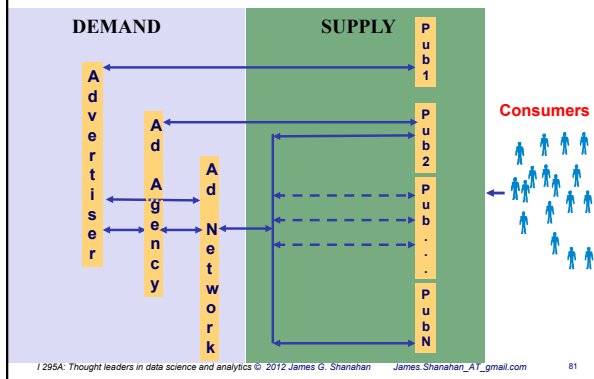 DEMAND
SUPPLY
Advertiser
Ad Agency
Ad Network
Pub1
Pub2
Pub...
PubN
Consumers
I 295A: Thought leaders in data science and analytics © 2012 James G. Shanahan James.Shanahan_AT_gmail.com 81